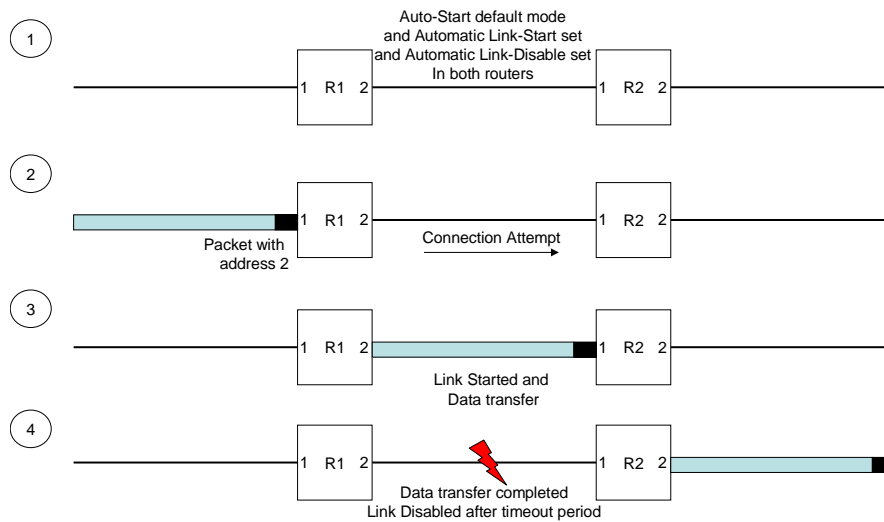 1
Auto-Start default mode
and Automatic Link-Start set
and Automatic Link-Disable set
In both routers
1 R1 2
1 R2 2
2
1 R1 2
1 R2 2
Packet with
address 2
Connection Attempt
3
1 R1 2
1 R2 2
Link Started and
Data transfer
4
1 R1 2
1 R2 2
Data transfer completed
Link Disabled after timeout period